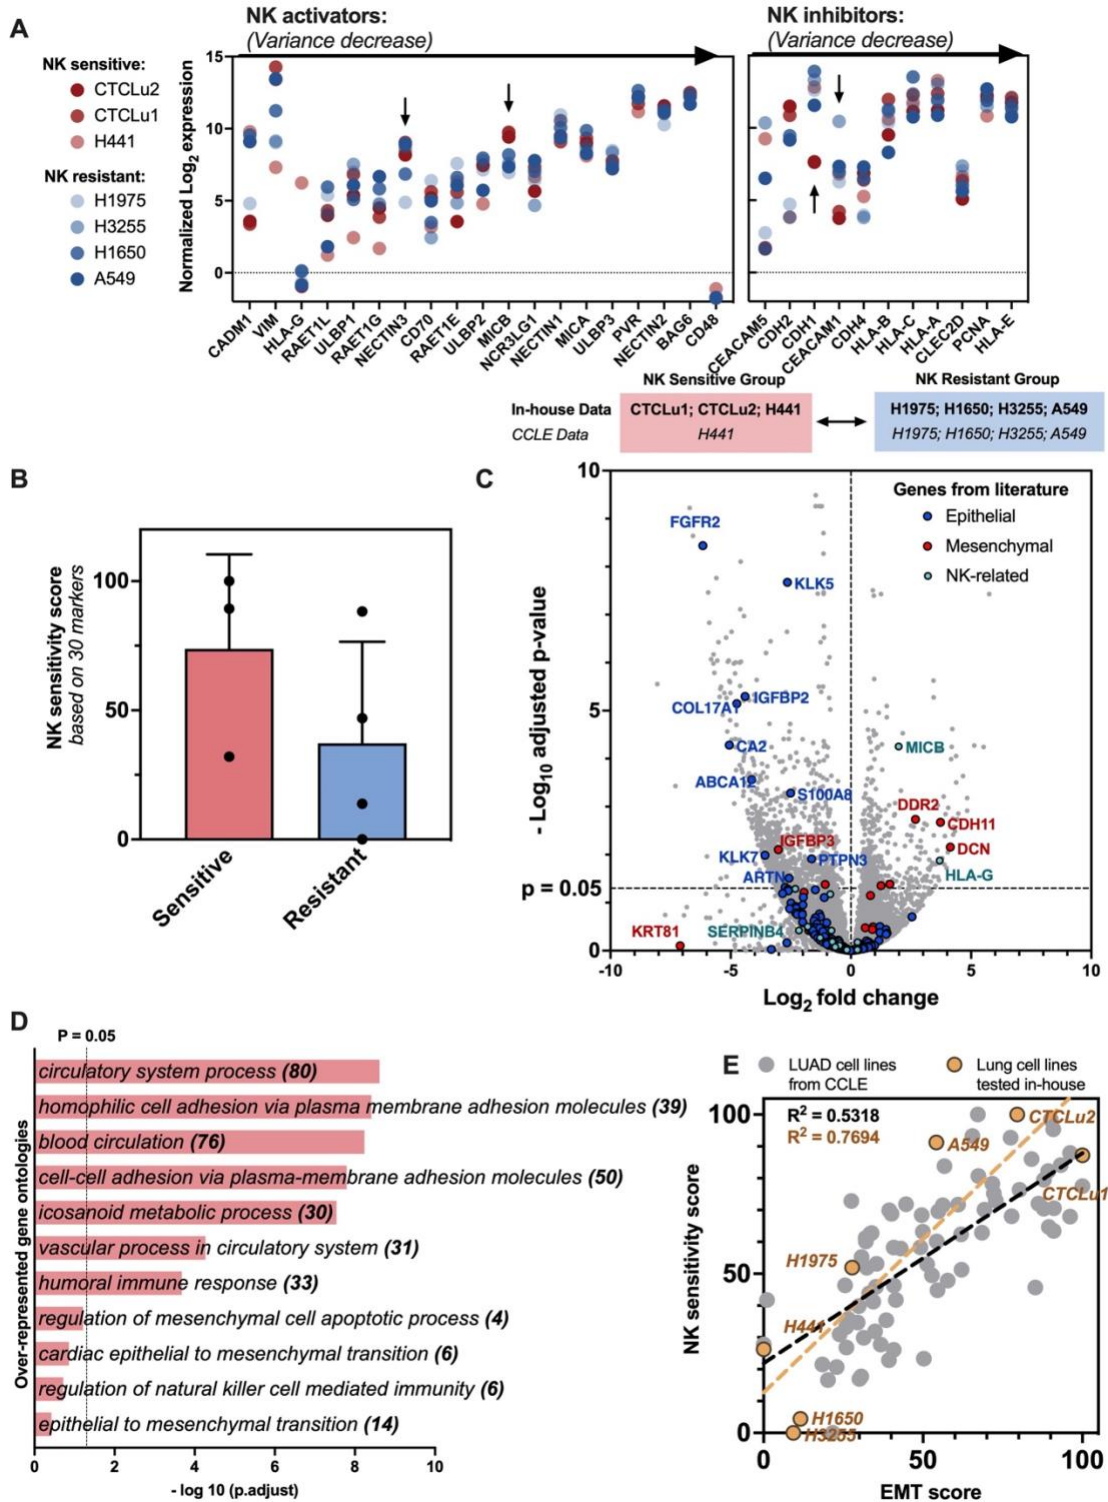 A
NK activators:
(Variance decrease)
NK inhibitors:
(Variance decrease)
NK sensitive:
CTCLu2
CTCLu1
H441
NK resistant:
H1975
H3255
H1650
A549
Normalized Log2 expression
15
10
5
0
CADM1
VIM
HLA-G
RAET1L
ULBP1
RAET1G
NECTIN3
CD70
RAET1E
ULBP2
MICB
NCR3LG1
NECTIN1
MICA
ULBP3
PVR
NECTIN2
BAG6
CD48
CEACAM5
CDH2
CDH1
CEACAM1
CDH4
HLA-B
HLA-C
HLA-A
CLEC2D
PCNA
HLA-E
NK Sensitive Group
NK Resistant Group
In-house Data
CTCLu1; CTCLu2; H441
H1975; H1650; H3255; A549
CCLE Data
H441
H1975; H1650; H3255; A549
B
NK sensitivity score
based on 30 markers
100
50
0
Sensitive
Resistant
C
- Log10 adjusted p-value
10
5
p = 0.05
0
Genes from literature
Epithelial
Mesenchymal
NK-related
FGFR2
KLK5
IGFBP2
COL17A1
CA2
MICB
ABCA12
S100A8
DDR2
CDH11
IGFBP3
DCN
KLK7
PTPN3
HLA-G
ARTN
KRT81
SERPINB4
-10
-5
0
5
10
Log2 fold change
D
P = 0.05
Over-represented gene ontologies
circulatory system process (80)
homophilic cell adhesion via plasma membrane adhesion molecules (39)
blood circulation (76)
cell-cell adhesion via plasma-membrane adhesion molecules (50)
icosanoid metabolic process (30)
vascular process in circulatory system (31)
humoral immune response (33)
regulation of mesenchymal cell apoptotic process (4)
cardiac epithelial to mesenchymal transition (6)
regulation of natural killer cell mediated immunity (6)
epithelial to mesenchymal transition (14)
0
2
4
6
8
10
- log 10 (p.adjust)
E
LUAD cell lines
from CCLE
Lung cell lines
tested in-house
R2 = 0.5318
R2 = 0.7694
NK sensitivity score
100
50
0
CTCLu2
A549
CTCLu1
H1975
H441
H1650
H3255
0
50
100
EMT score